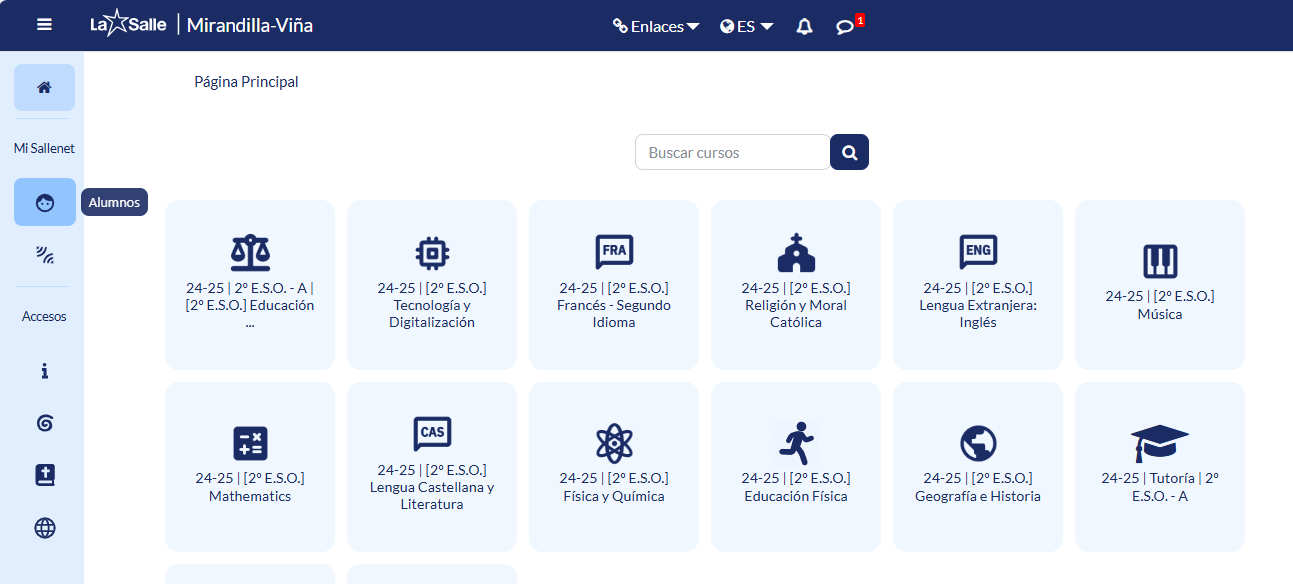 La Salle | Mirandilla-Viña
Enlaces
ES
1
Página Principal
Buscar cursos
Mi Sallenet
Alumnos
Accesos
24-25 | 2º E.S.O. - A |
[2º E.S.O.] Educación
...
FRA
ENG
24-25 | [2º E.S.O.]
Tecnología y
Digitalización
24-25 | [2º E.S.O.]
Francés - Segundo
Idioma
24-25 | [2º E.S.O.]
Religión y Moral
Católica
24-25 | [2º E.S.O.]
Lengua Extranjera:
Inglés
24-25 | [2º E.S.O.]
Música
24-25 | [2º E.S.O.]
Mathematics
CAS
24-25 | [2º E.S.O.]
Lengua Castellana y
Literatura
24-25 | [2º E.S.O.]
Física y Química
24-25 | [2º E.S.O.]
Educación Física
24-25 | [2º E.S.O.]
Geografía e Historia
24-25 | Tutoría | 2º
E.S.O. - A